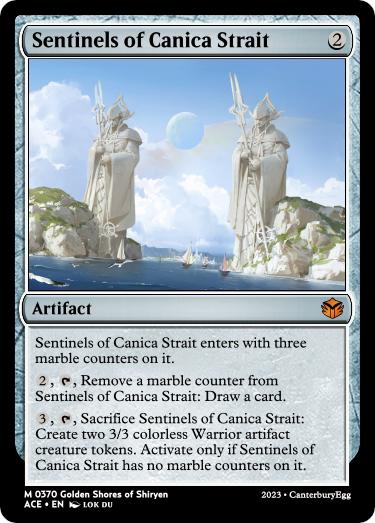 Sentinels of Canica Strait 2
Artifact
Sentinels of Canica Strait enters with three
marble counters on it.
2, , Remove a marble counter from
Sentinels of Canica Strait: Draw a card.
3, , Sacrifice Sentinels of Canica Strait:
Create two 3/3 colorless Warrior artifact
creature tokens. Activate only if Sentinels of
Canica Strait has no marble counters on it.
M 0370 Golden Shores of Shiryen
ACE • EN LOK DU
2023 • CanterburyEgg